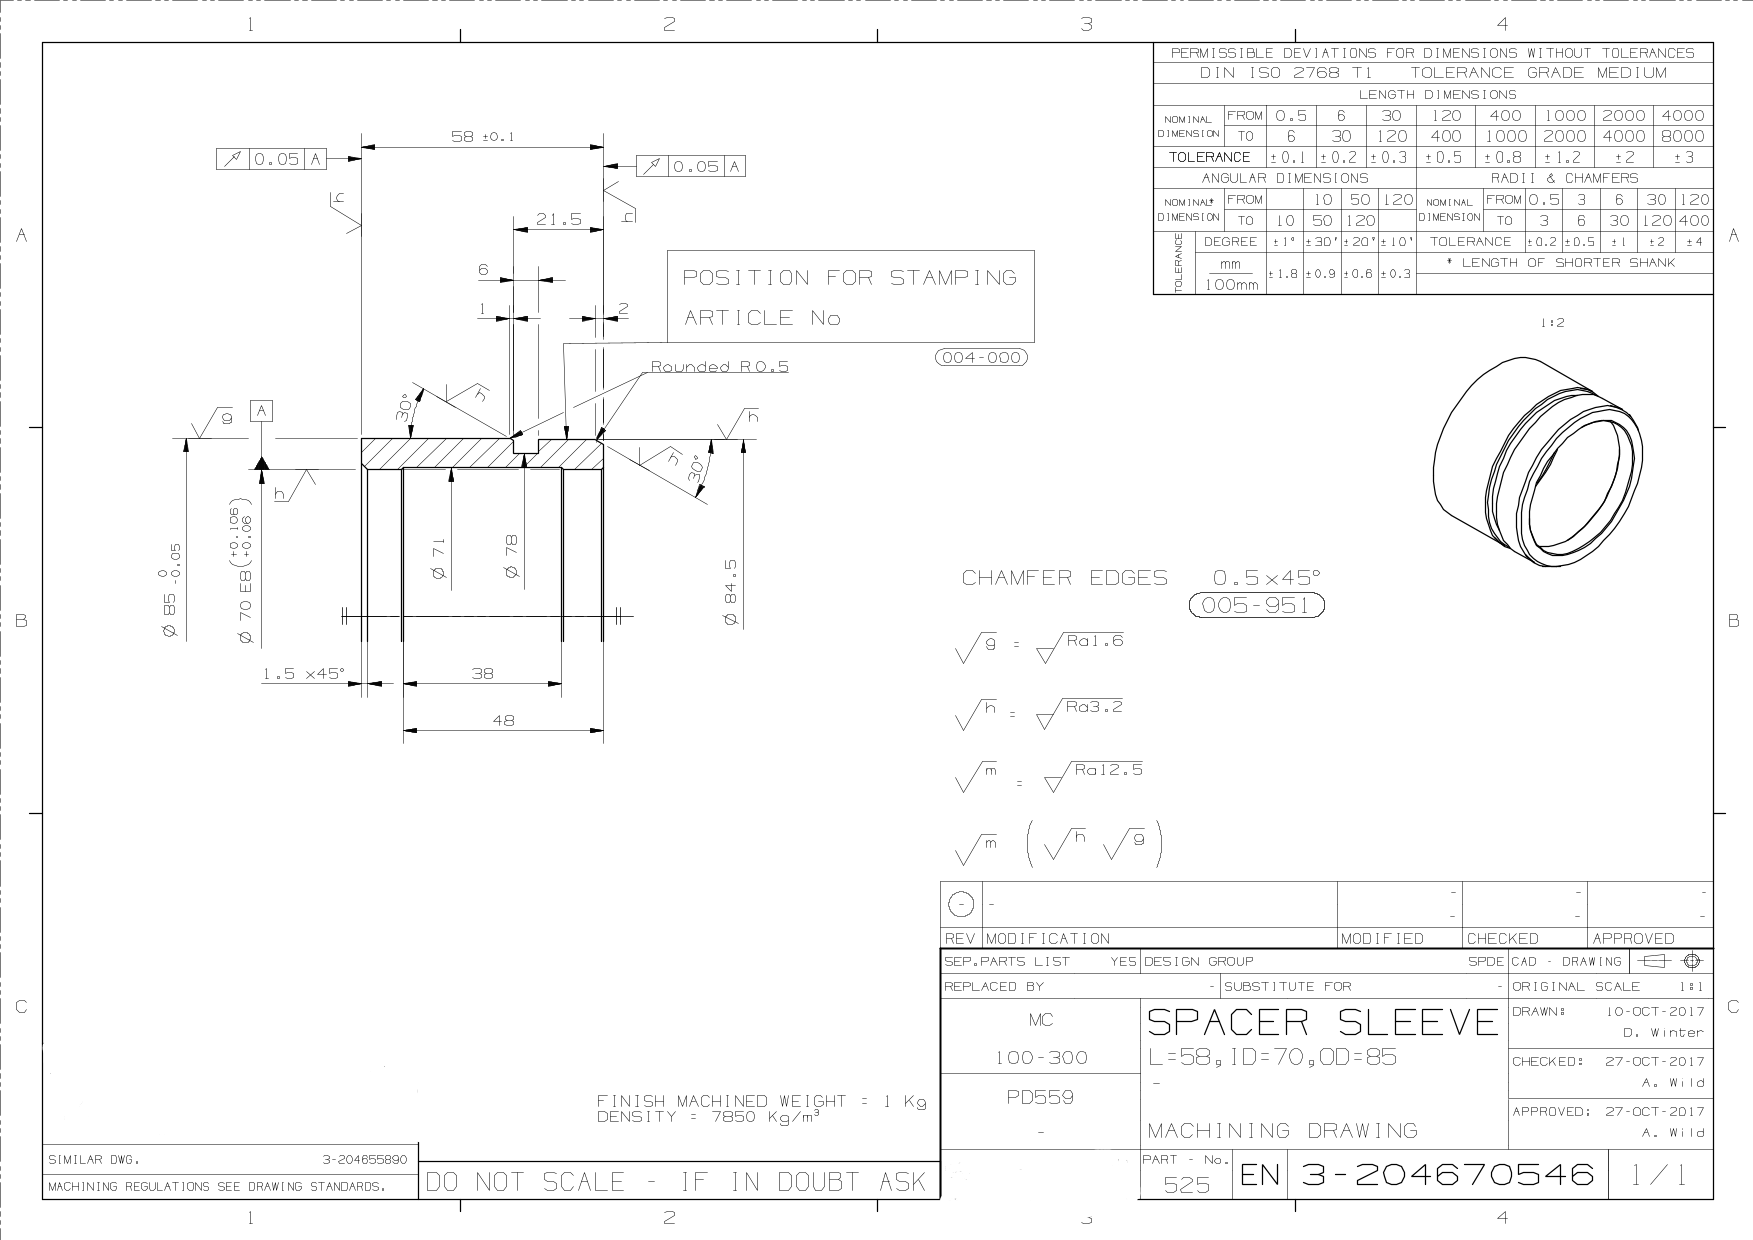 1 2 3 4
PERMISSIBLE DEVIATIONS FOR DIMENSIONS WITHOUT TOLERANCES
DIN ISO 2768 T1 TOLERANCE GRADE MEDIUM
LENGTH DIMENSIONS
NOMINAL DIMENSION FROM 0.5 6 30 120 400 1000 2000 4000
TO 6 30 120 400 1000 2000 4000 8000
TOLERANCE ±0.1 ±0.2 ±0.3 ±0.5 ±0.8 ±1.2 ±2 ±3
ANGULAR DIMENSIONS RADII & CHAMFERS
NOMINAL* DIMENSION FROM 10 50 120 NOMINAL DIMENSION FROM 0.5 3 6 30 120
TO 10 50 120 TO 3 6 30 120 400
TOLERANCE DEGREE ±1° ±30' ±20' ±10' TOLERANCE ±0.2 ±0.5 ±1 ±2 ±4
mm
100mm ±1.8 ±0.9 ±0.6 ±0.3 * LENGTH OF SHORTER SHANK
58 ±0.1
0.05 A
0.05 A
h
h
21.5
A A
6
POSITION FOR STAMPING
ARTICLE No
1 2
1:2
004-000
Rounded R0.5
30°
h
g
A
h
h
30°
h
Ø 85 0 -0.05
Ø 70 E8(+0.106 +0.06)
Ø 71
Ø 78
Ø 84.5
CHAMFER EDGES 0.5x45°
005-951
B B
g = Ra1.6
1.5 x45°
38
h = Ra3.2
48
m = Ra12.5
m ( h g )
- - - -
- - -
REV MODIFICATION MODIFIED CHECKED APPROVED
SEP.PARTS LIST YES DESIGN GROUP SPDE CAD - DRAWING
REPLACED BY - SUBSTITUTE FOR - ORIGINAL SCALE 1:1
C C
MC
100-300
PD559
-
SPACER SLEEVE
L=58,ID=70,OD=85
-
MACHINING DRAWING
DRAWN: 10-OCT-2017
D. Winter
CHECKED: 27-OCT-2017
A. Wild
APPROVED: 27-OCT-2017
A. Wild
FINISH MACHINED WEIGHT = 1 Kg
DENSITY = 7850 Kg/m³
SIMILAR DWG. 3-204655890
MACHINING REGULATIONS SEE DRAWING STANDARDS.
DO NOT SCALE - IF IN DOUBT ASK
PART - No.
525
EN 3-204670546 1/1
1 2 4